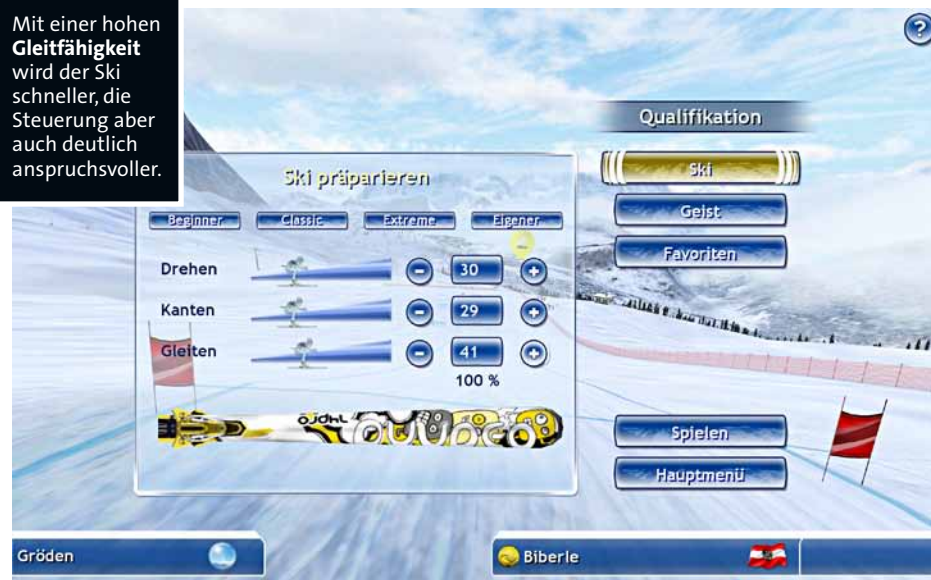 Mit einer hohen
Gleitfähigkeit
wird der Ski
schneller, die
Steuerung aber
auch deutlich
anspruchsvoller.
?
Qualifikation
Ski
Geist
Favoriten
Ski präparieren
Beginner
Classic
Extreme
Eigener
Drehen - 30 +
Kanten - 29 +
Gleiten - 41 +
100 %
Spielen
Hauptmenü
Gröden
Biberle